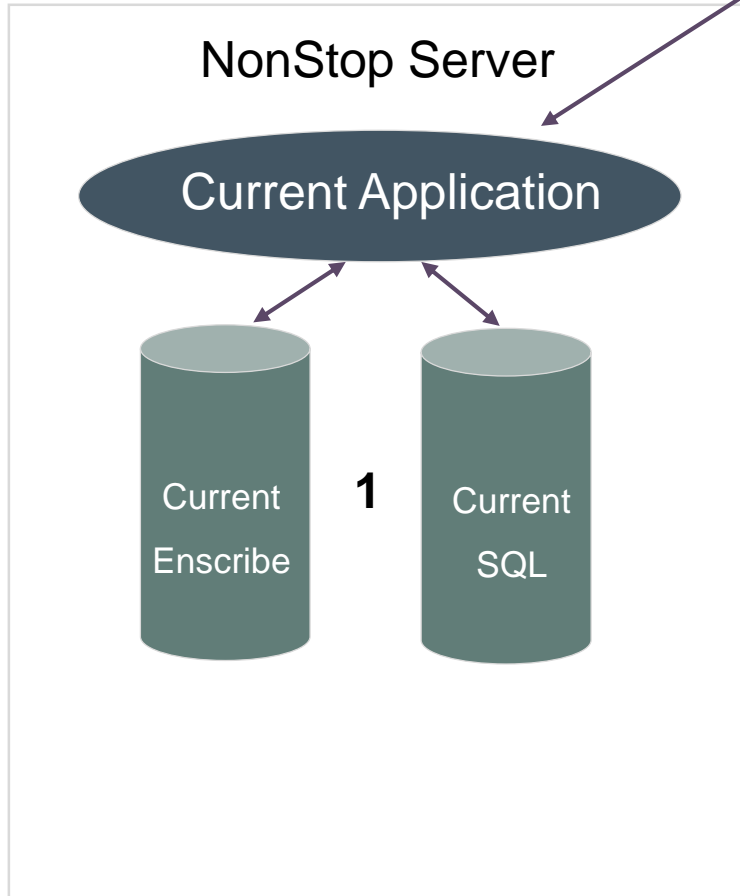 NonStop Server
Current Application
Current
Enscribe
1
Current
SQL